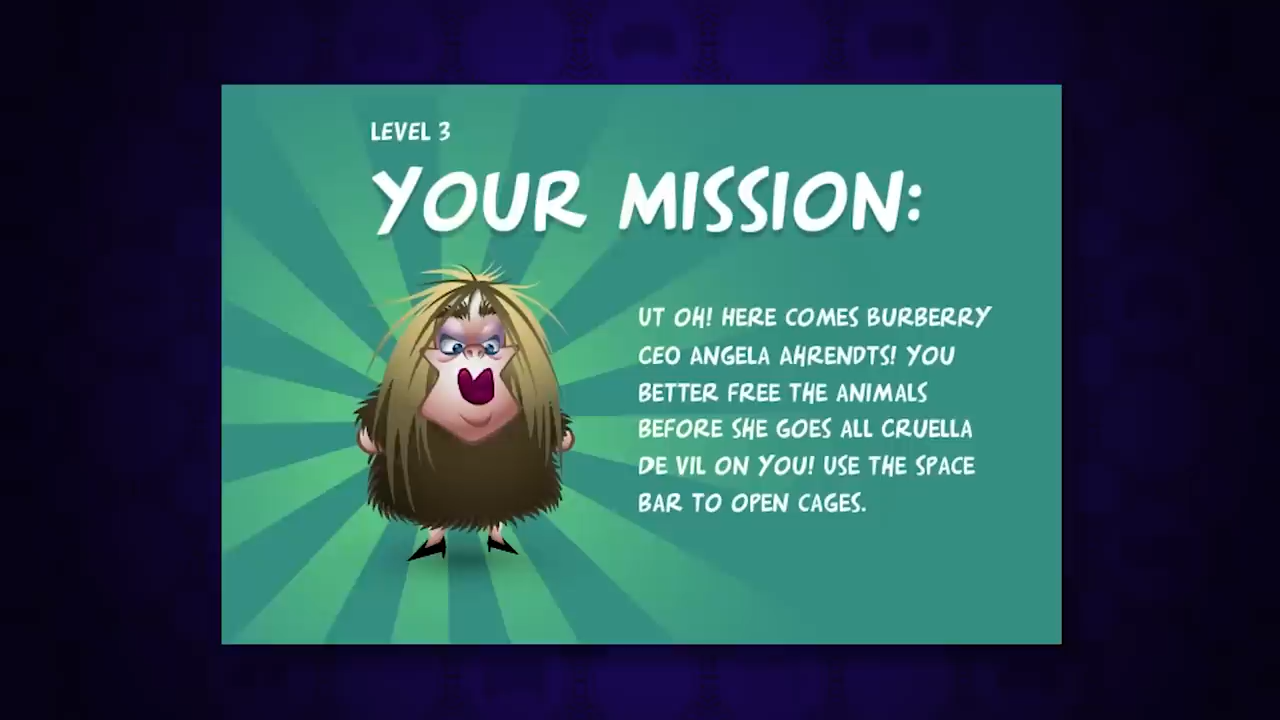 LEVEL 3
YOUR MISSION:
UT OH! HERE COMES BURBERRY
CEO ANGELA AHRENDTS! YOU
BETTER FREE THE ANIMALS
BEFORE SHE GOES ALL CRUELLA
DE VIL ON YOU! USE THE SPACE
BAR TO OPEN CAGES.